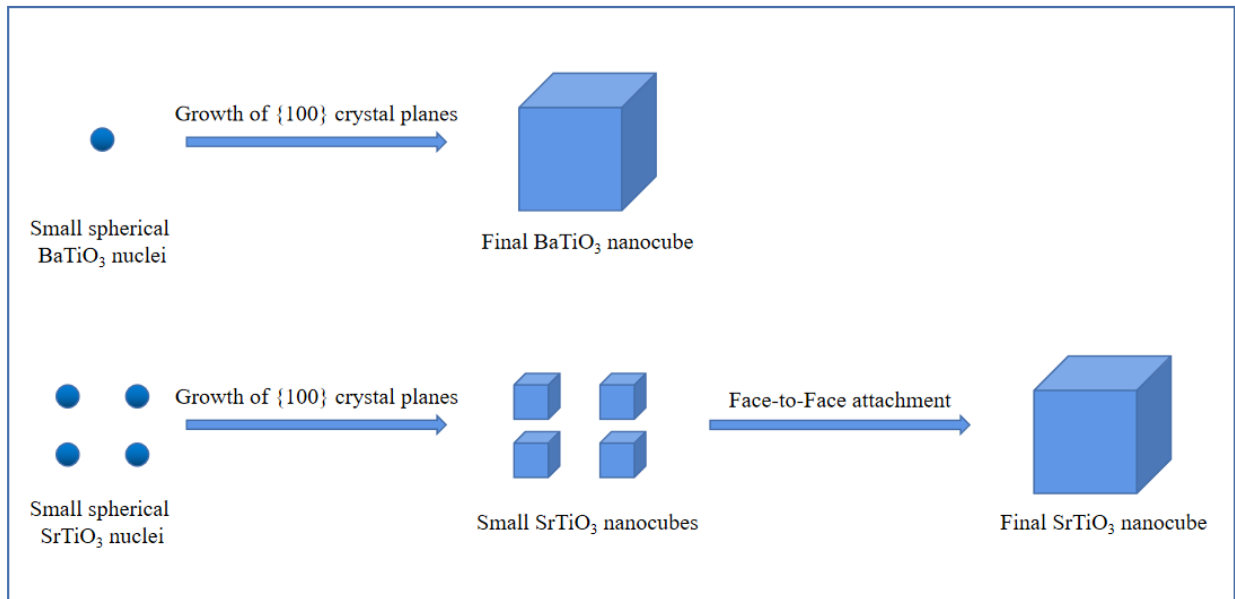 Growth of {100} crystal planes
Small spherical
BaTiO₃ nuclei
Final BaTiO₃ nanocube
Growth of {100} crystal planes
Face-to-Face attachment
Small spherical
SrTiO₃ nuclei
Small SrTiO₃ nanocubes
Final SrTiO₃ nanocube